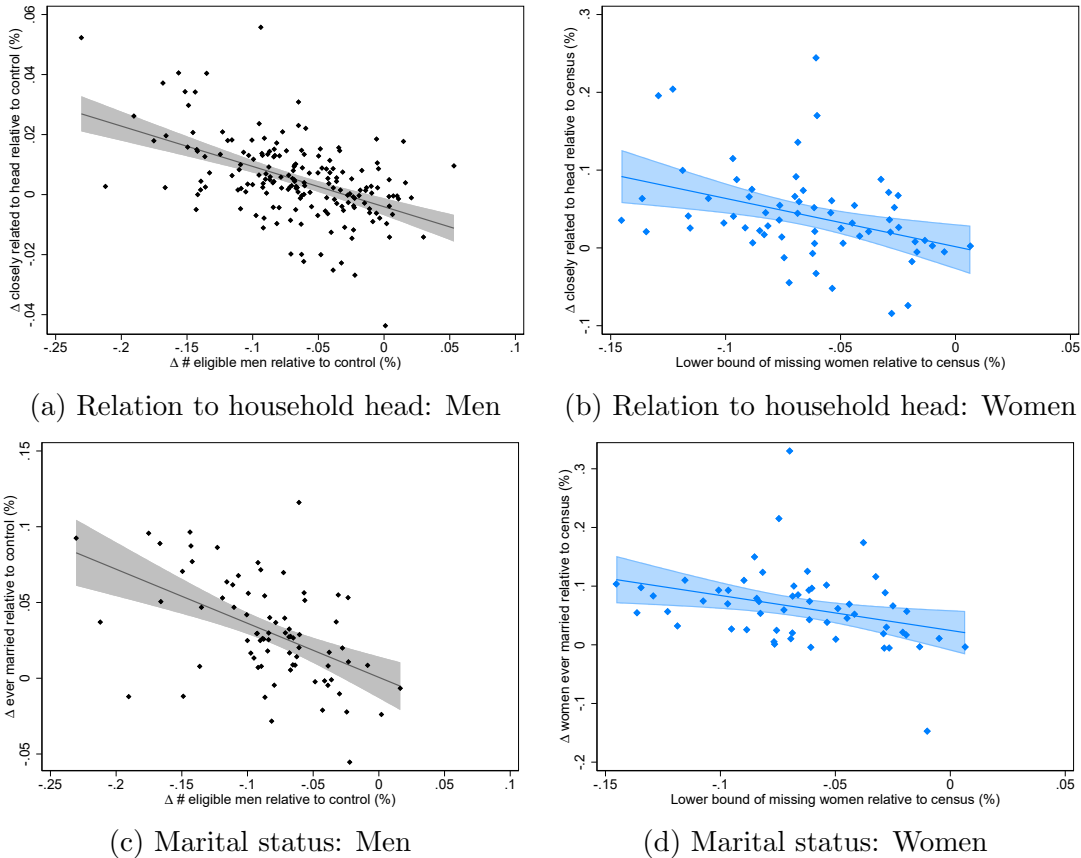 Δ closely related to head relative to control (%)
.06
.04
.02
0
-.02
-.04
-.25 -.2 -.15 -.1 -.05 0 .05 .1
Δ # eligible men relative to control (%)
(a) Relation to household head: Men
Δ closely related to head relative to census (%)
.3
.2
.1
0
-.1
-.15 -.1 -.05 0 .05
Lower bound of missing women relative to census (%)
(b) Relation to household head: Women
Δ ever married relative to control (%)
.15
.1
.05
0
-.05
-.25 -.2 -.15 -.1 -.05 0 .05 .1
Δ # eligible men relative to control (%)
(c) Marital status: Men
Δ women ever married relative to census (%)
.3
.2
.1
0
-.1
-.2
-.15 -.1 -.05 0 .05
Lower bound of missing women relative to census (%)
(d) Marital status: Women